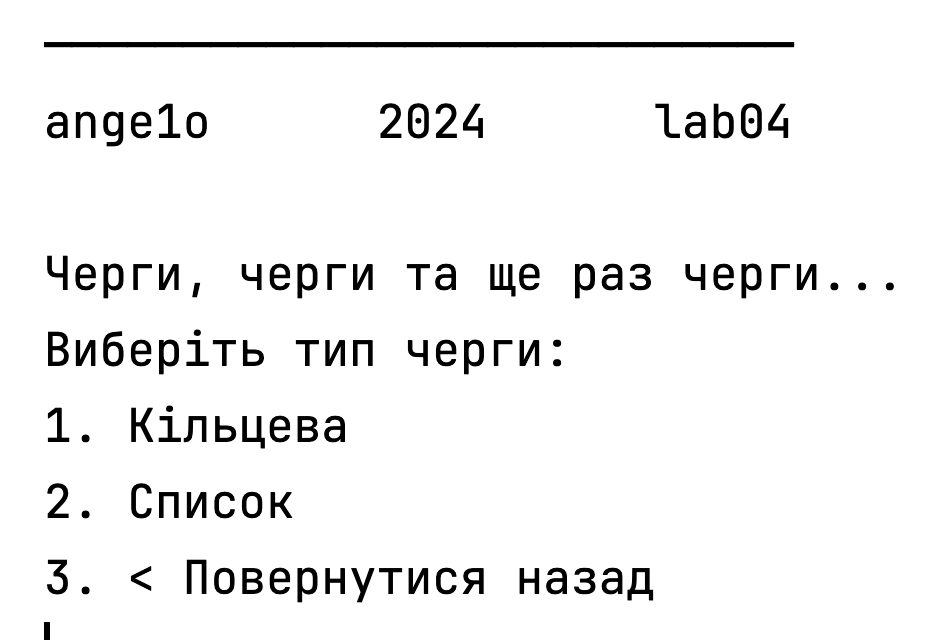 ange1o      2024      lab04
Черги, черги та ще раз черги...
Виберіть тип черги:
1. Кільцева
2. Список
3. < Повернутися назад